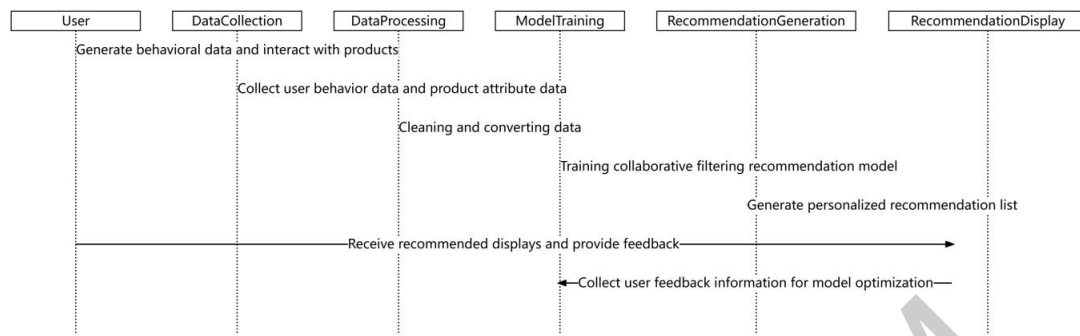 User DataCollection DataProcessing ModelTraining RecommendationGeneration RecommendationDisplay
Generate behavioral data and interact with products
Collect user behavior data and product attribute data
Cleaning and converting data
Training collaborative filtering recommendation model
Generate personalized recommendation list
Receive recommended displays and provide feedback
Collect user feedback information for model optimization